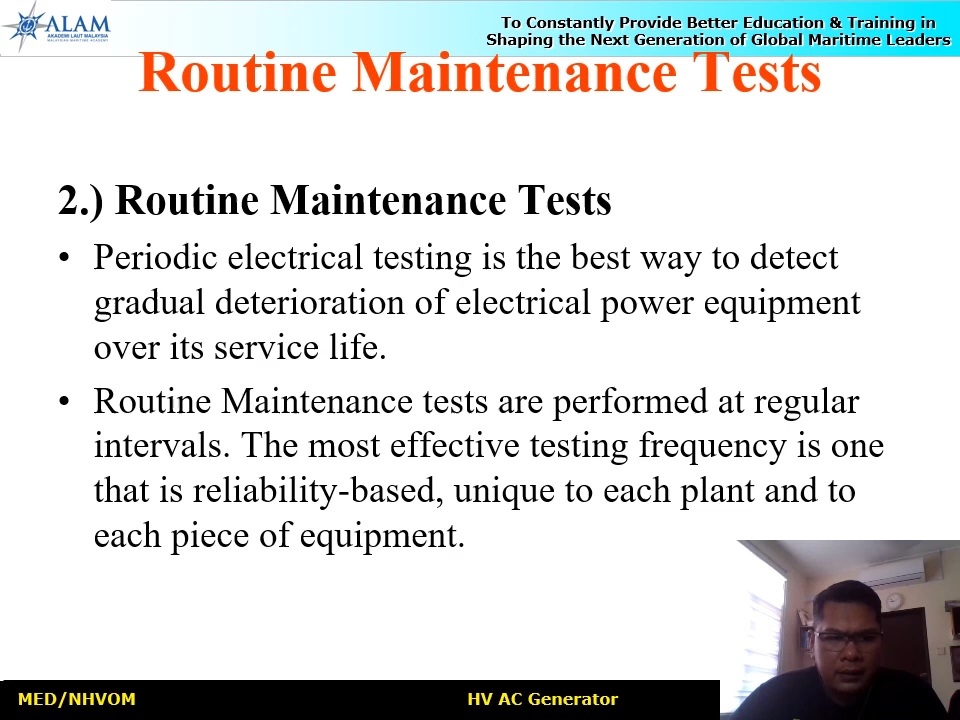 ALAM
AKADEMI LAUT MALAYSIA
MALAYSIAN MARITIME ACADEMY
To Constantly Provide Better Education & Training in
Shaping the Next Generation of Global Maritime Leaders
Routine Maintenance Tests
2.) Routine Maintenance Tests
• Periodic electrical testing is the best way to detect
gradual deterioration of electrical power equipment
over its service life.
• Routine Maintenance tests are performed at regular
intervals. The most effective testing frequency is one
that is reliability-based, unique to each plant and to
each piece of equipment.
MED/NHVOM
HV AC Generator